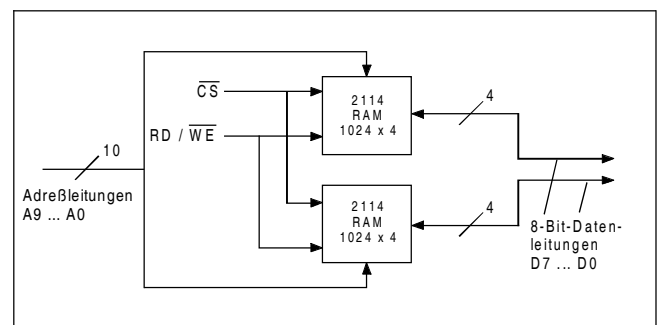 CS
RD / WE
10
Adreßleitungen
A9 ... A0
2114
RAM
1024 x 4
4
2114
RAM
1024 x 4
4
8-Bit-Daten-
leitungen
D7 ... D0